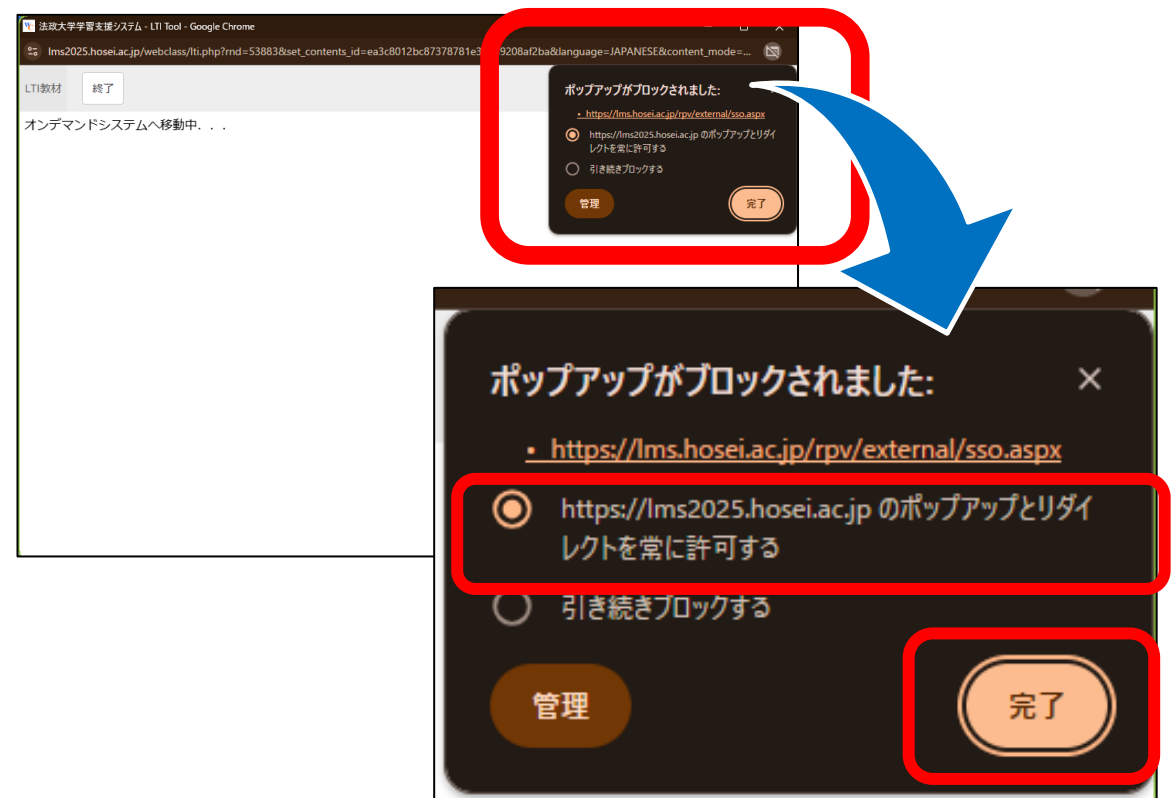 法政大学学習支援システム - LTI Tool - Google Chrome
lms2025.hosei.ac.jp/webclass/lti.php?rnd=53883&set_contents_id=ea3c8012bc87378781e3 9208af2ba&language=JAPANESE&content_mode=...
LTI教材
終了
オンデマンドシステムへ移動中．．．
ポップアップがブロックされました:
• https://lms.hosei.ac.jp/rpv/external/sso.aspx
https://lms2025.hosei.ac.jp のポップアップとリダイ
レクトを常に許可する
引き続きブロックする
管理
完了
ポップアップがブロックされました:
• https://lms.hosei.ac.jp/rpv/external/sso.aspx
https://lms2025.hosei.ac.jp のポップアップとリダイ
レクトを常に許可する
引き続きブロックする
管理
完了